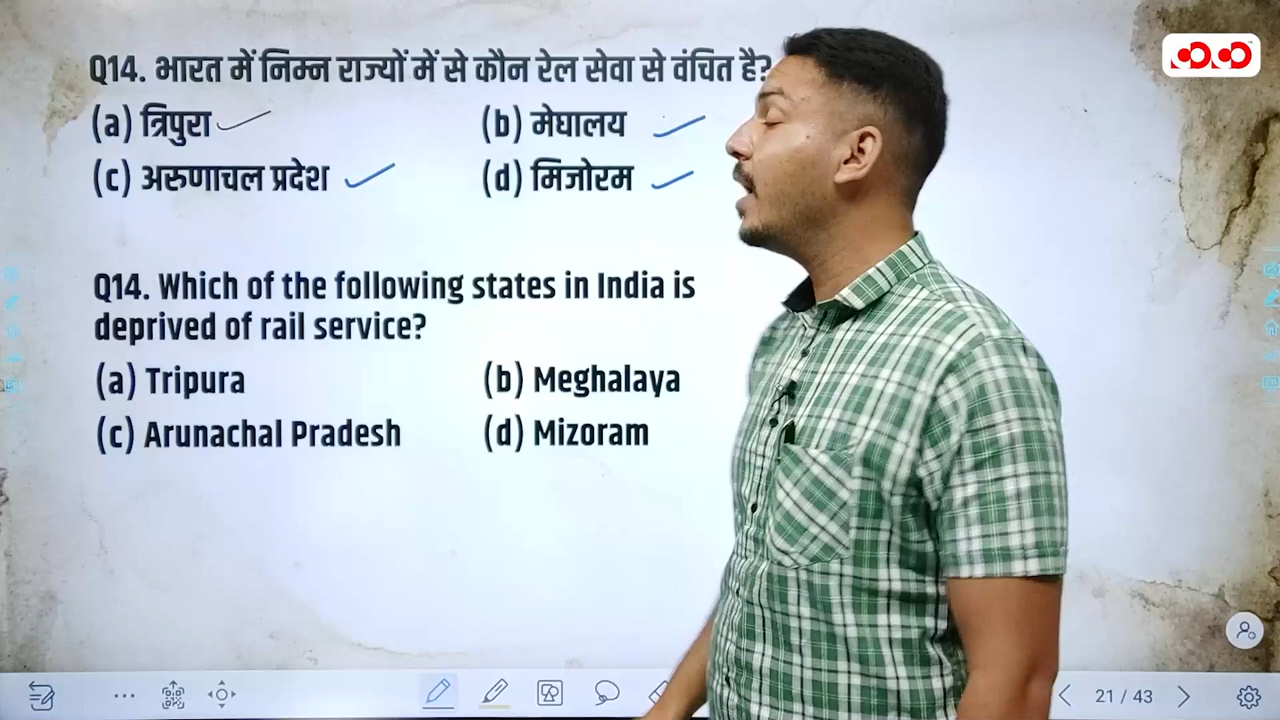 Q14. भारत में निम्न राज्यों में से कौन रेल सेवा से वंचित है?
(a) त्रिपुरा (b) मेघालय
(c) अरुणाचल प्रदेश (d) मिजोरम
Q14. Which of the following states in India is
deprived of rail service?
(a) Tripura (b) Meghalaya
(c) Arunachal Pradesh (d) Mizoram
21 / 43